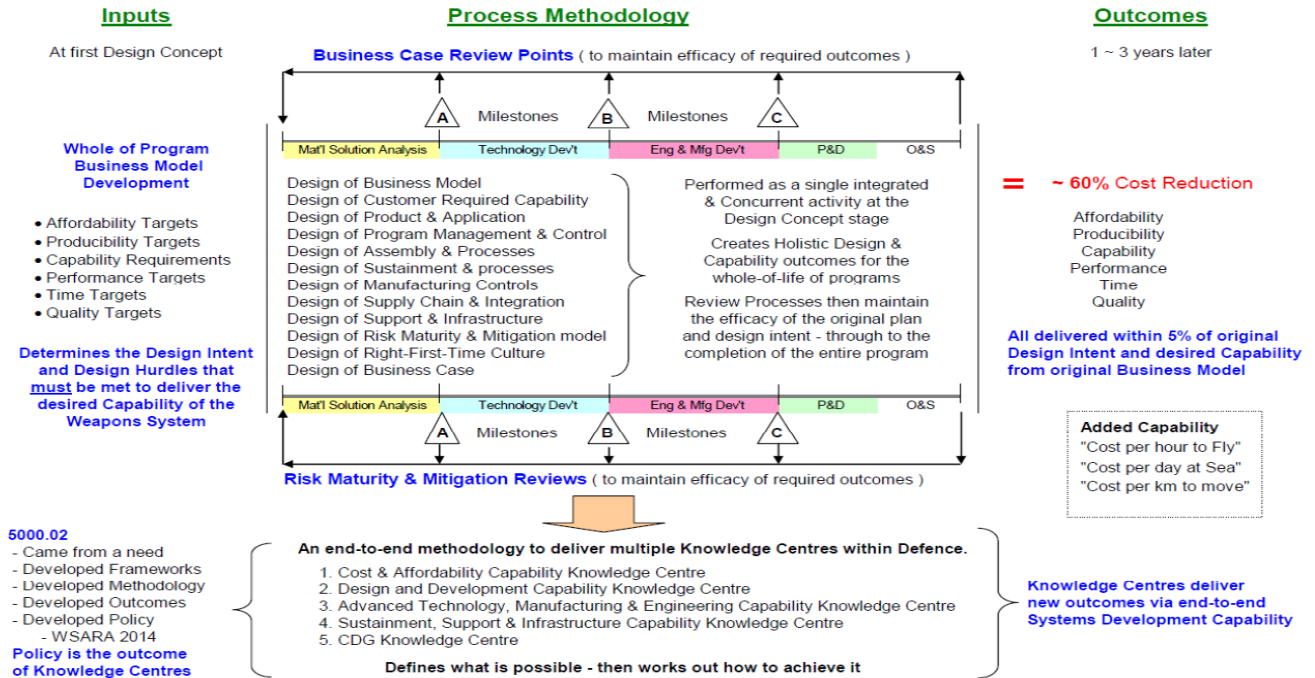 Inputs
Process Methodology
Outcomes
At first Design Concept
Business Case Review Points ( to maintain efficacy of required outcomes )
1 ~ 3 years later
A Milestones B Milestones C
Mat'l Solution Analysis Technology Dev't Eng & Mfg Dev't P&D O&S
Whole of Program
Business Model
Development
• Affordability Targets
• Producibility Targets
• Capability Requirements
• Performance Targets
• Time Targets
• Quality Targets
Determines the Design Intent
and Design Hurdles that
must be met to deliver the
desired Capability of the
Weapons System
Design of Business Model
Design of Customer Required Capability
Design of Product & Application
Design of Program Management & Control
Design of Assembly & Processes
Design of Sustainment & processes
Design of Manufacturing Controls
Design of Supply Chain & Integration
Design of Support & Infrastructure
Design of Risk Maturity & Mitigation model
Design of Right-First-Time Culture
Design of Business Case
Performed as a single integrated
& Concurrent activity at the
Design Concept stage
Creates Holistic Design &
Capability outcomes for the
whole-of-life of programs
Review Processes then maintain
the efficacy of the original plan
and design intent - through to the
completion of the entire program
= ~ 60% Cost Reduction
Affordability
Producibility
Capability
Performance
Time
Quality
All delivered within 5% of original
Design Intent and desired Capability
from original Business Model
Mat'l Solution Analysis Technology Dev't Eng & Mfg Dev't P&D O&S
A Milestones B Milestones C
Risk Maturity & Mitigation Reviews ( to maintain efficacy of required outcomes )
Added Capability
"Cost per hour to Fly"
"Cost per day at Sea"
"Cost per km to move"
5000.02
- Came from a need
- Developed Frameworks
- Developed Methodology
- Developed Outcomes
- Developed Policy
- WSARA 2014
Policy is the outcome
of Knowledge Centres
An end-to-end methodology to deliver multiple Knowledge Centres within Defence.
1. Cost & Affordability Capability Knowledge Centre
2. Design and Development Capability Knowledge Centre
3. Advanced Technology, Manufacturing & Engineering Capability Knowledge Centre
4. Sustainment, Support & Infrastructure Capability Knowledge Centre
5. CDG Knowledge Centre
Defines what is possible - then works out how to achieve it
Knowledge Centres deliver
new outcomes via end-to-end
Systems Development Capability